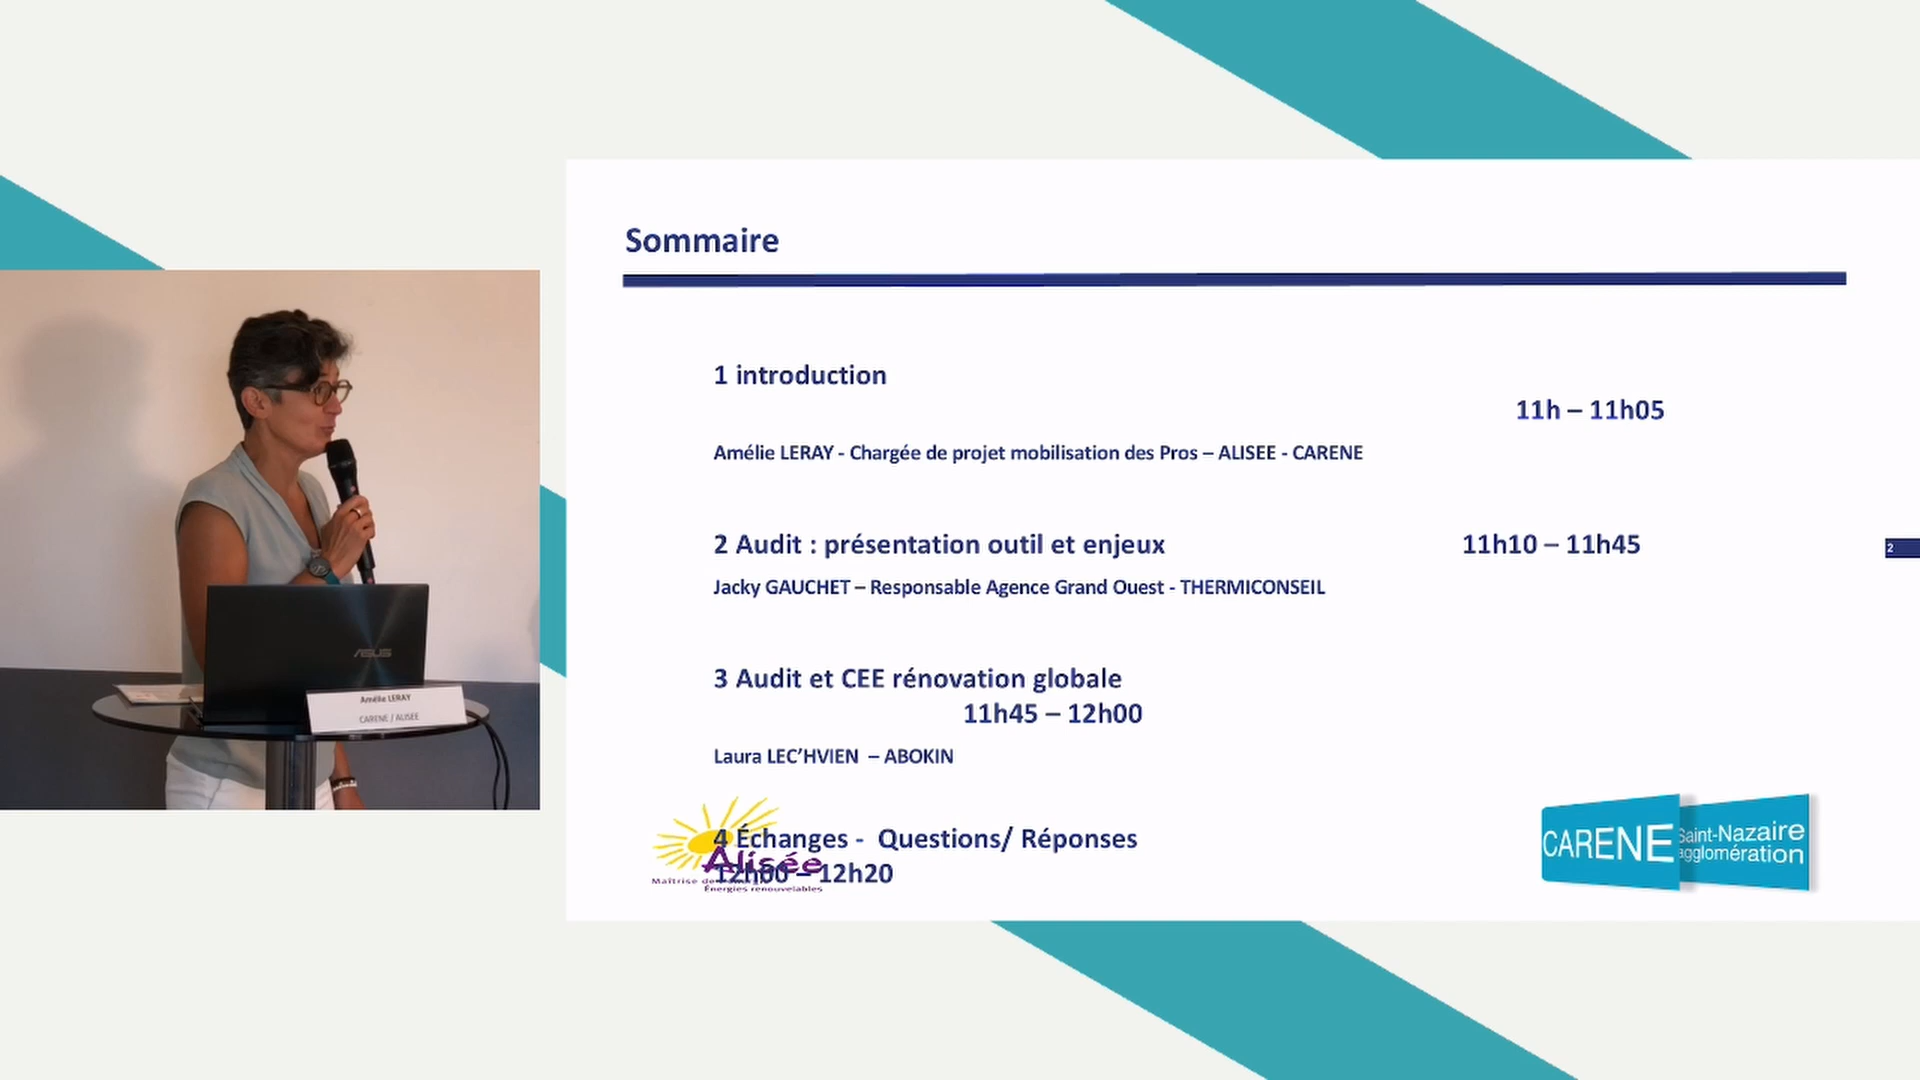 Sommaire
1 introduction
11h – 11h05
Amélie LERAY - Chargée de projet mobilisation des Pros – ALISEE - CARENE
2 Audit : présentation outil et enjeux 11h10 – 11h45
2
Jacky GAUCHET – Responsable Agence Grand Ouest - THERMICONSEIL
3 Audit et CEE rénovation globale
11h45 – 12h00
Laura LEC’HVIEN – ABOKIN
4 Échanges - Questions/ Réponses
12h00 – 12h20
Alisée
Maîtrise de
Énergies renouvelables
CARENE Saint-Nazaire
agglomération
ASUS
Amélie LERAY
CARENE / ALISEE